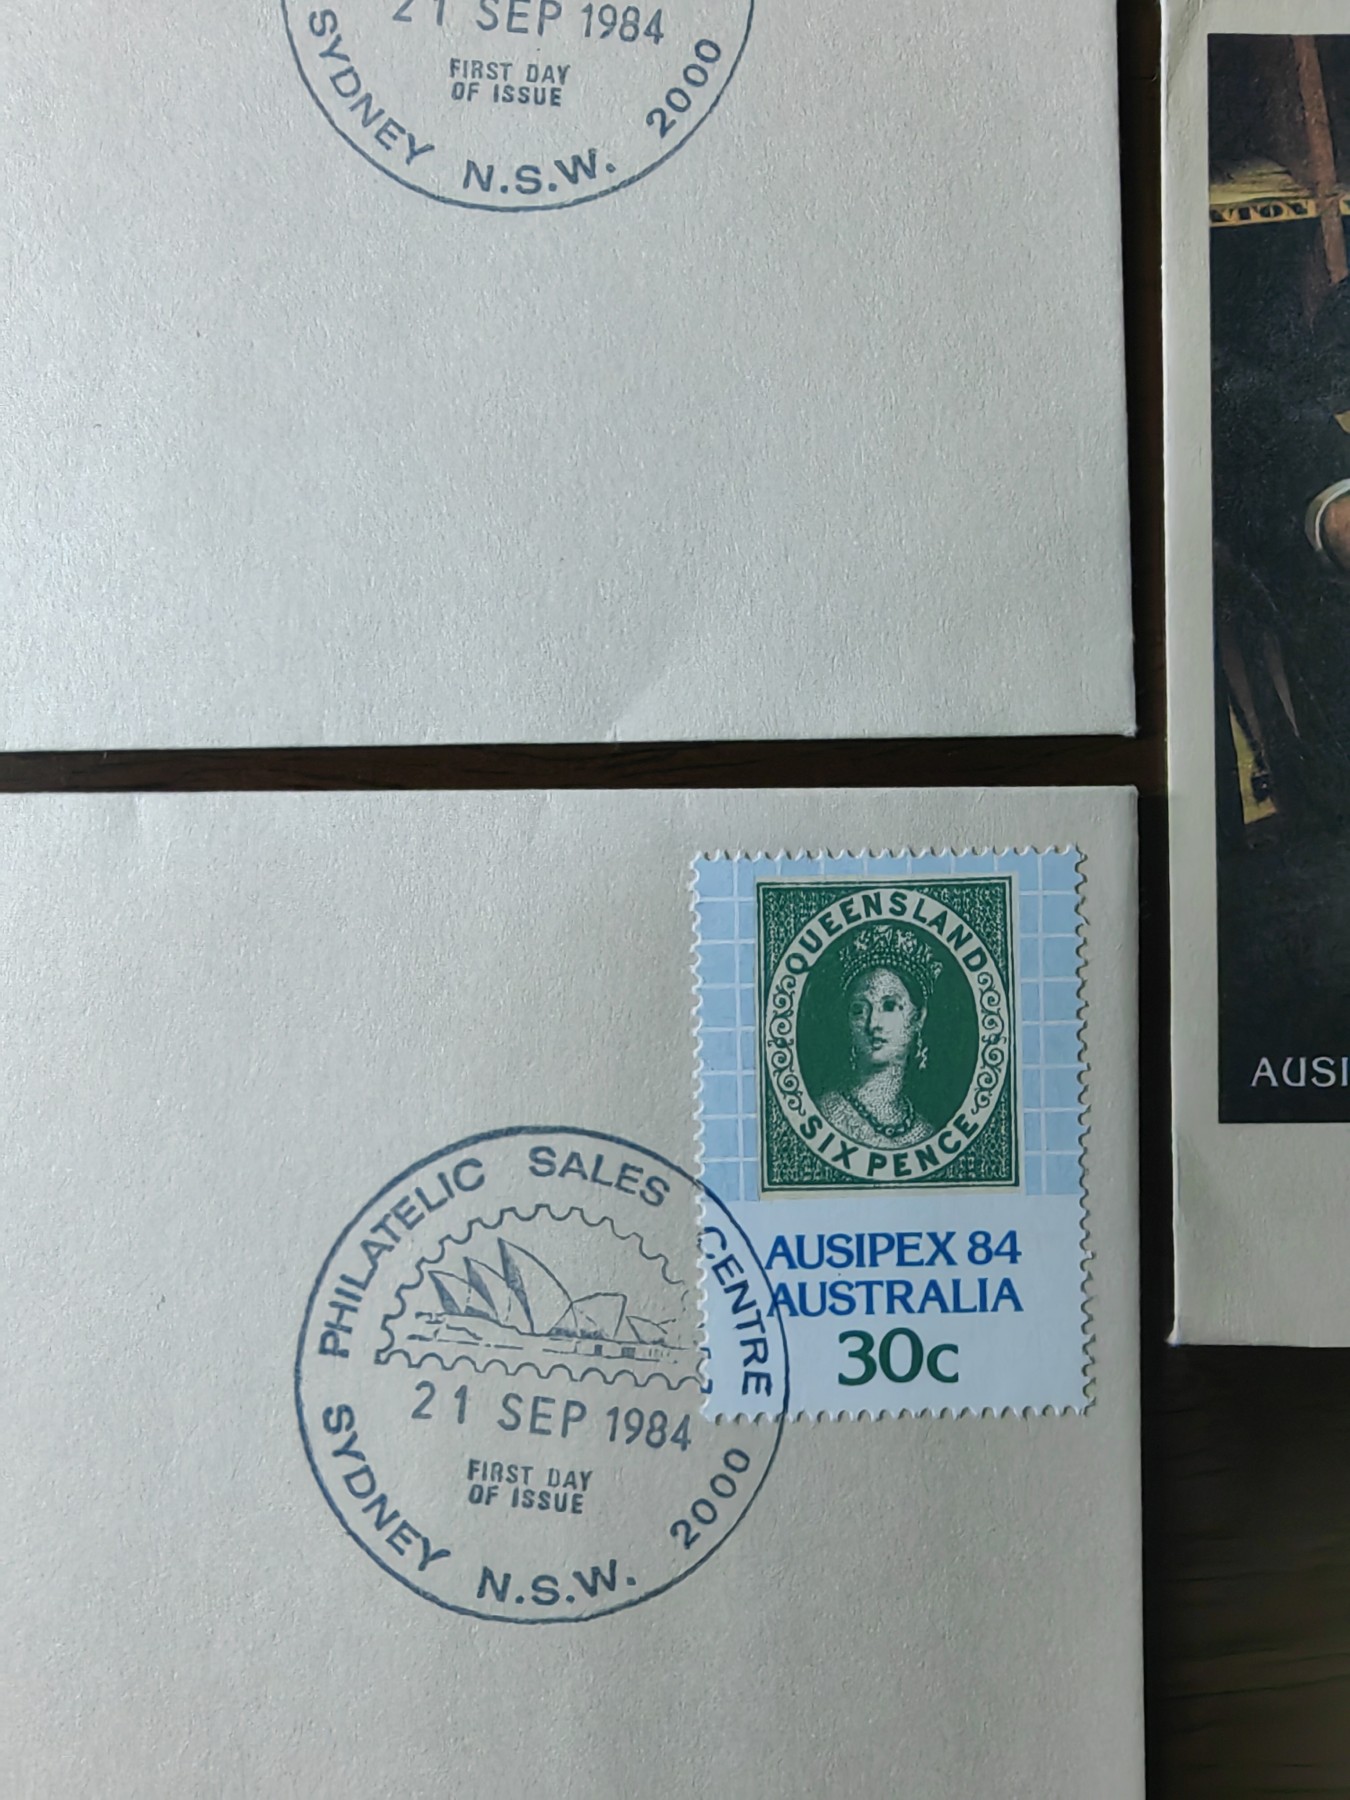 21 SEP 1984
FIRST DAY
OF ISSUE
SYDNEY N.S.W. 2000
AUSI
QUEENSLAND
SIX PENCE
AUSIPEX 84
AUSTRALIA
30c
PHILATELIC SALES CENTRE
21 SEP 1984
FIRST DAY
OF ISSUE
SYDNEY N.S.W. 2000